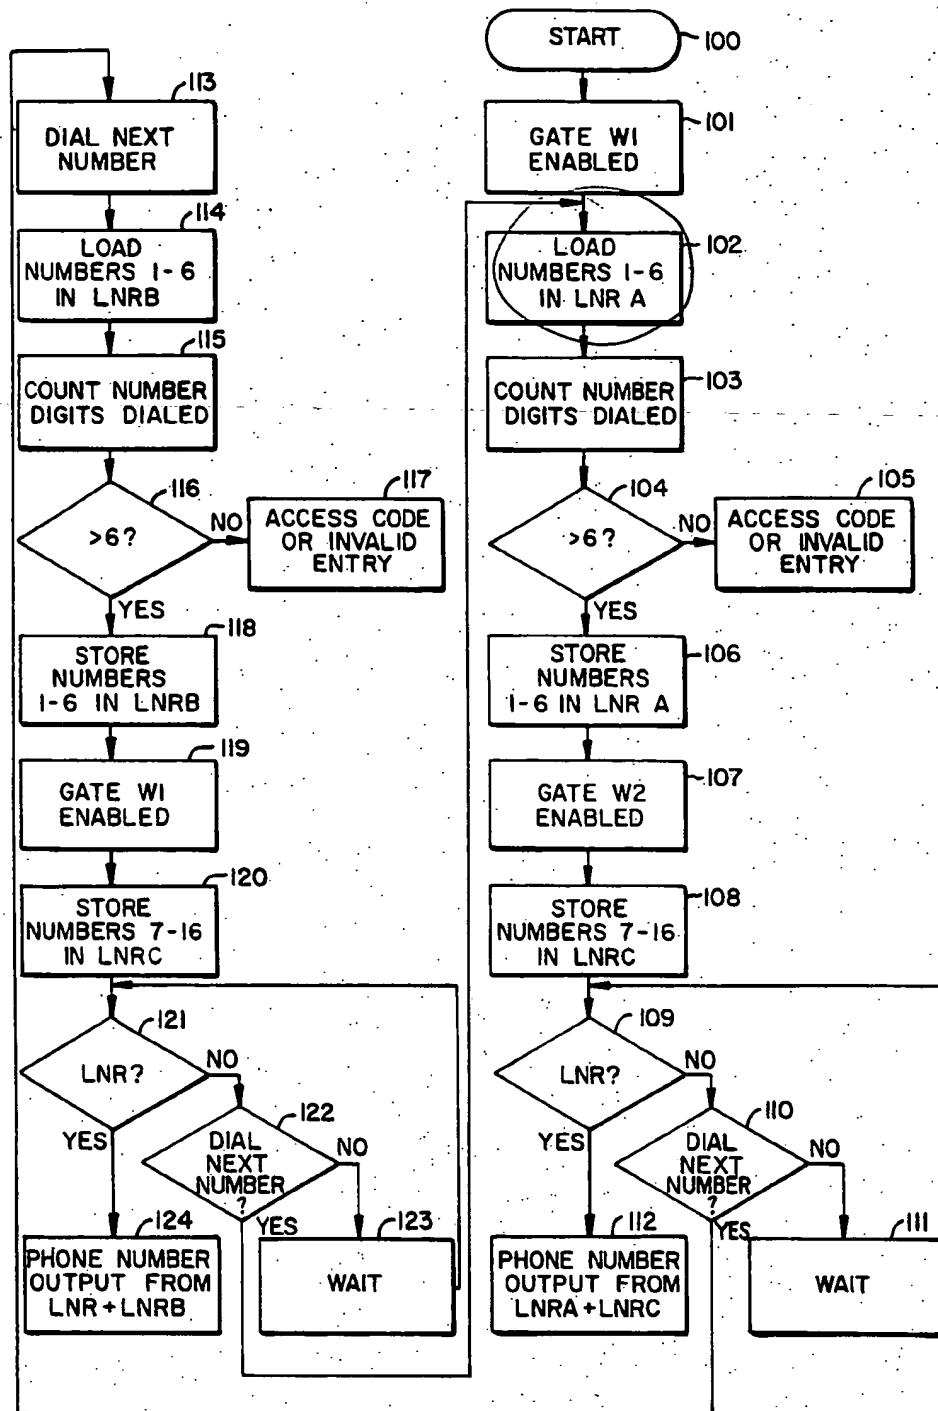 START
100
GATE W1
ENABLED
101
LOAD
NUMBERS 1-6
IN LNR A
102
COUNT NUMBER
DIGITS DIALED
103
>6?
104
NO
ACCESS CODE
OR INVALID
ENTRY
105
YES
STORE
NUMBERS
1-6 IN LNR A
106
GATE W2
ENABLED
107
STORE
NUMBERS 7-16
IN LNRC
108
LNR?
109
NO
YES
DIAL
NEXT
NUMBER
?
110
NO
YES
WAIT
111
PHONE NUMBER
OUTPUT FROM
LNRA+LNRC
112
113
DIAL NEXT
NUMBER
114
LOAD
NUMBERS 1-6
IN LNRB
115
COUNT NUMBER
DIGITS DIALED
116
>6?
NO
117
ACCESS CODE
OR INVALID
ENTRY
YES
118
STORE
NUMBERS
1-6 IN LNRB
119
GATE W1
ENABLED
120
STORE
NUMBERS 7-16
IN LNRC
121
LNR?
NO
YES
122
DIAL
NEXT
NUMBER
?
NO
YES
123
WAIT
124
PHONE NUMBER
OUTPUT FROM
LNR+LNRB